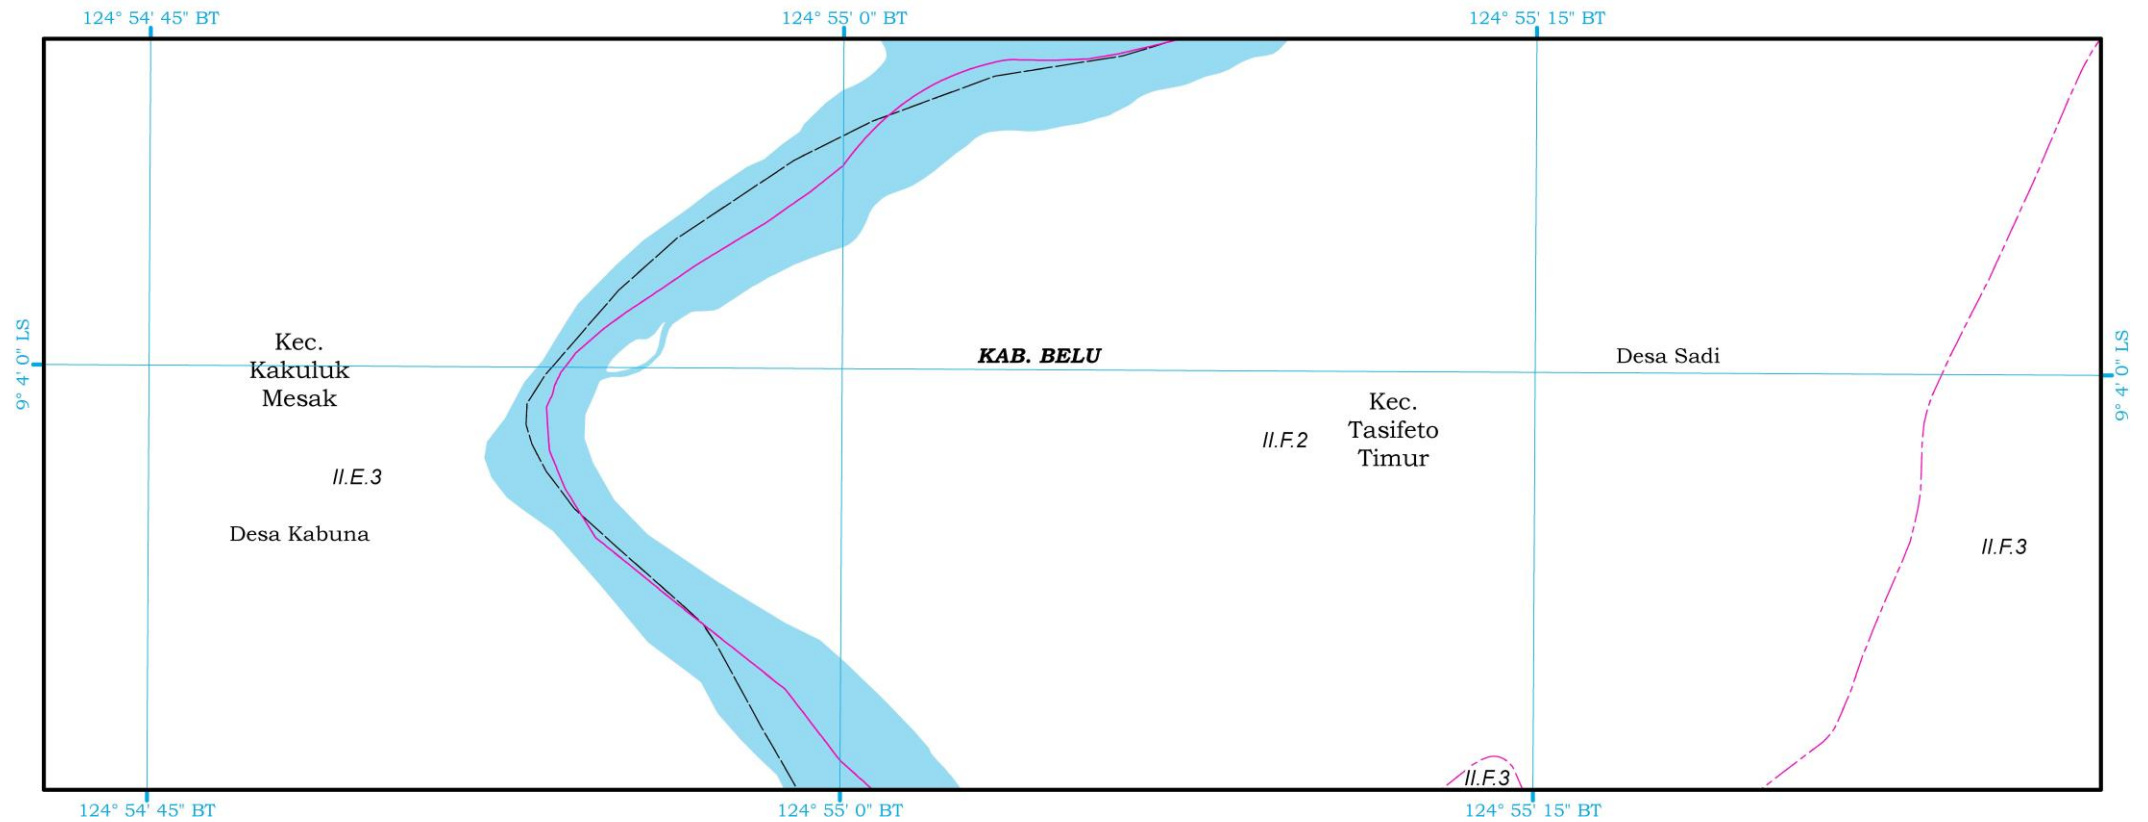 124° 54' 45" BT
124° 55' 0" BT
124° 55' 15" BT
9° 4' 0" LS
9° 4' 0" LS
Kec.
Kakuluk
Mesak
KAB. BELU
Desa Sadi
Kec.
Tasifeto
Timur
II.F.2
II.E.3
Desa Kabuna
II.F.3
II.F.3
124° 54' 45" BT
124° 55' 0" BT
124° 55' 15" BT